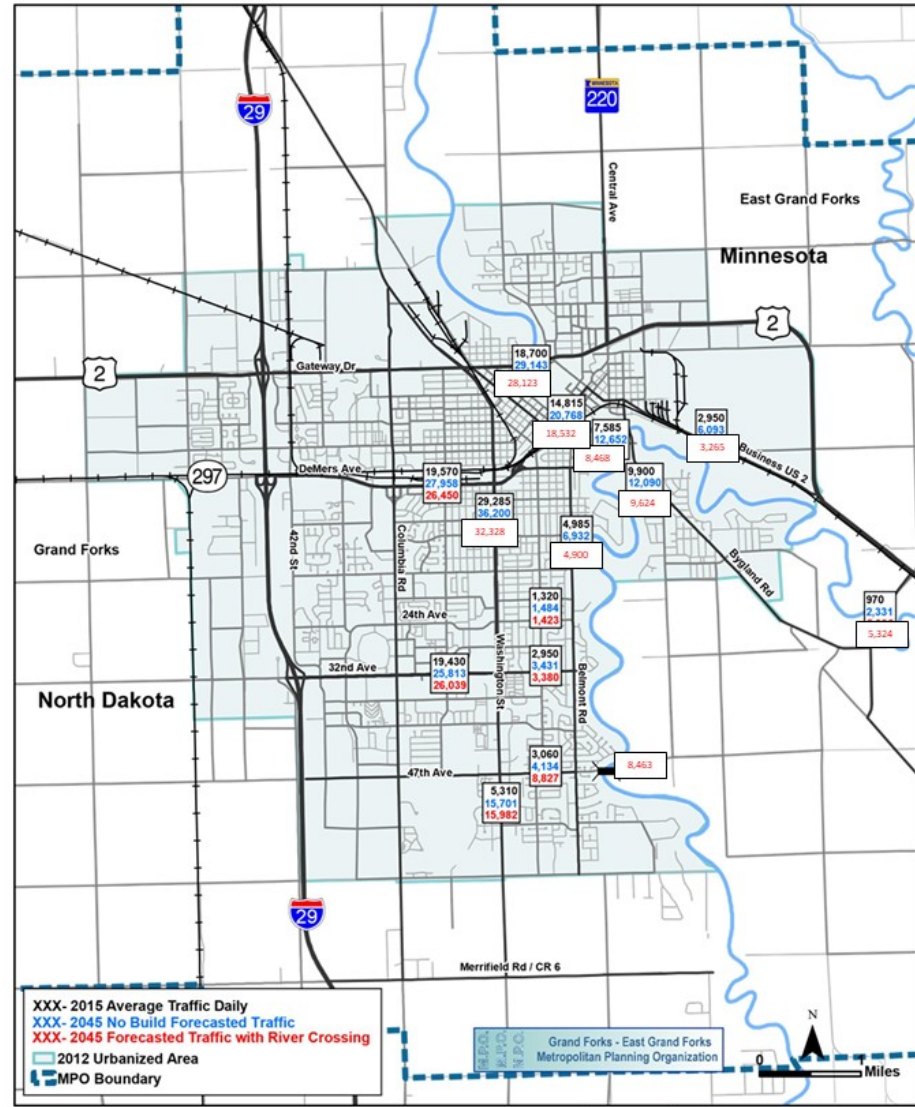 29
MINNESOTA
220
Central Ave
East Grand Forks
Minnesota
2
18,700
29,143
28,123
Gateway Dr
2
14,815
20,768
18,532
7,585
12,652
8,468
2,950
6,093
3,265
Business US 2
297
DeMers Ave
19,570
27,958
26,450
9,900
12,090
9,624
29,285
36,200
32,328
4,985
6,932
4,900
Grand Forks
42nd St
Columbia Rd
Bygland Rd
970
2,331
5,324
1,320
1,484
1,423
24th Ave
Washington St
Belmont Rd
32nd Ave
19,430
25,813
26,039
2,950
3,431
3,380
North Dakota
3,060
4,134
8,827
8,463
47th Ave
5,310
15,701
15,982
29
Merrifield Rd / CR 6
XXX- 2015 Average Traffic Daily
XXX- 2045 No Build Forecasted Traffic
XXX- 2045 Forecasted Traffic with River Crossing
2012 Urbanized Area
MPO Boundary
M.P.O. M.P.O. M.P.O.
Grand Forks - East Grand Forks
Metropolitan Planning Organization
N
0 1
Miles